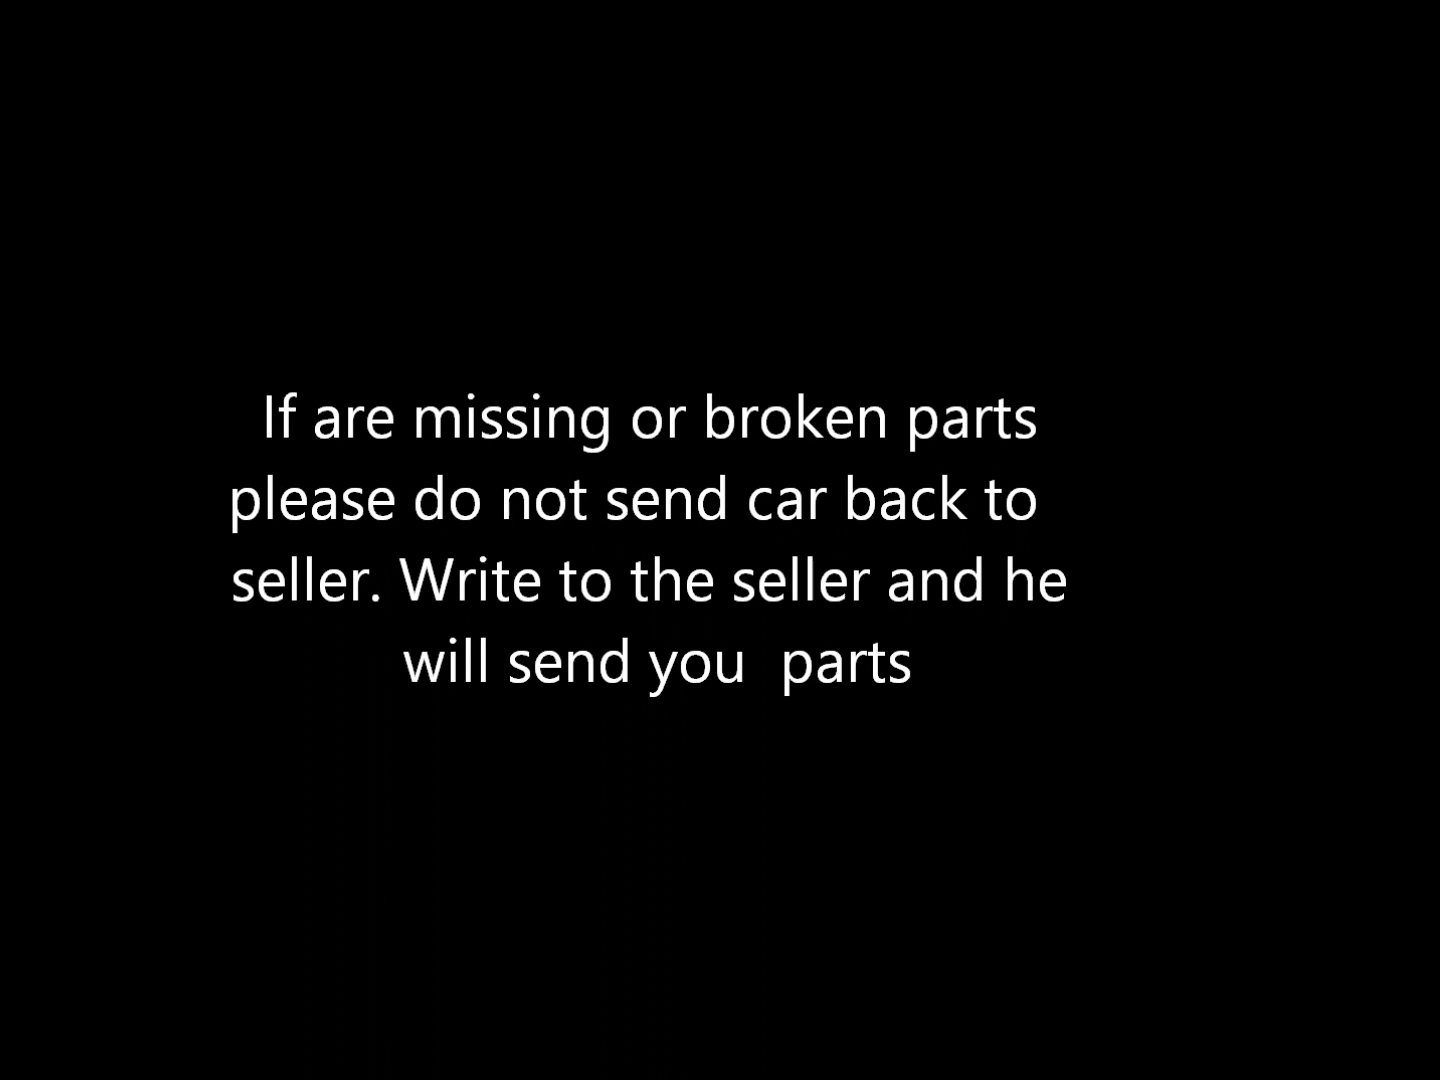 If are missing or broken parts
please do not send car back to
seller. Write to the seller and he
will send you  parts